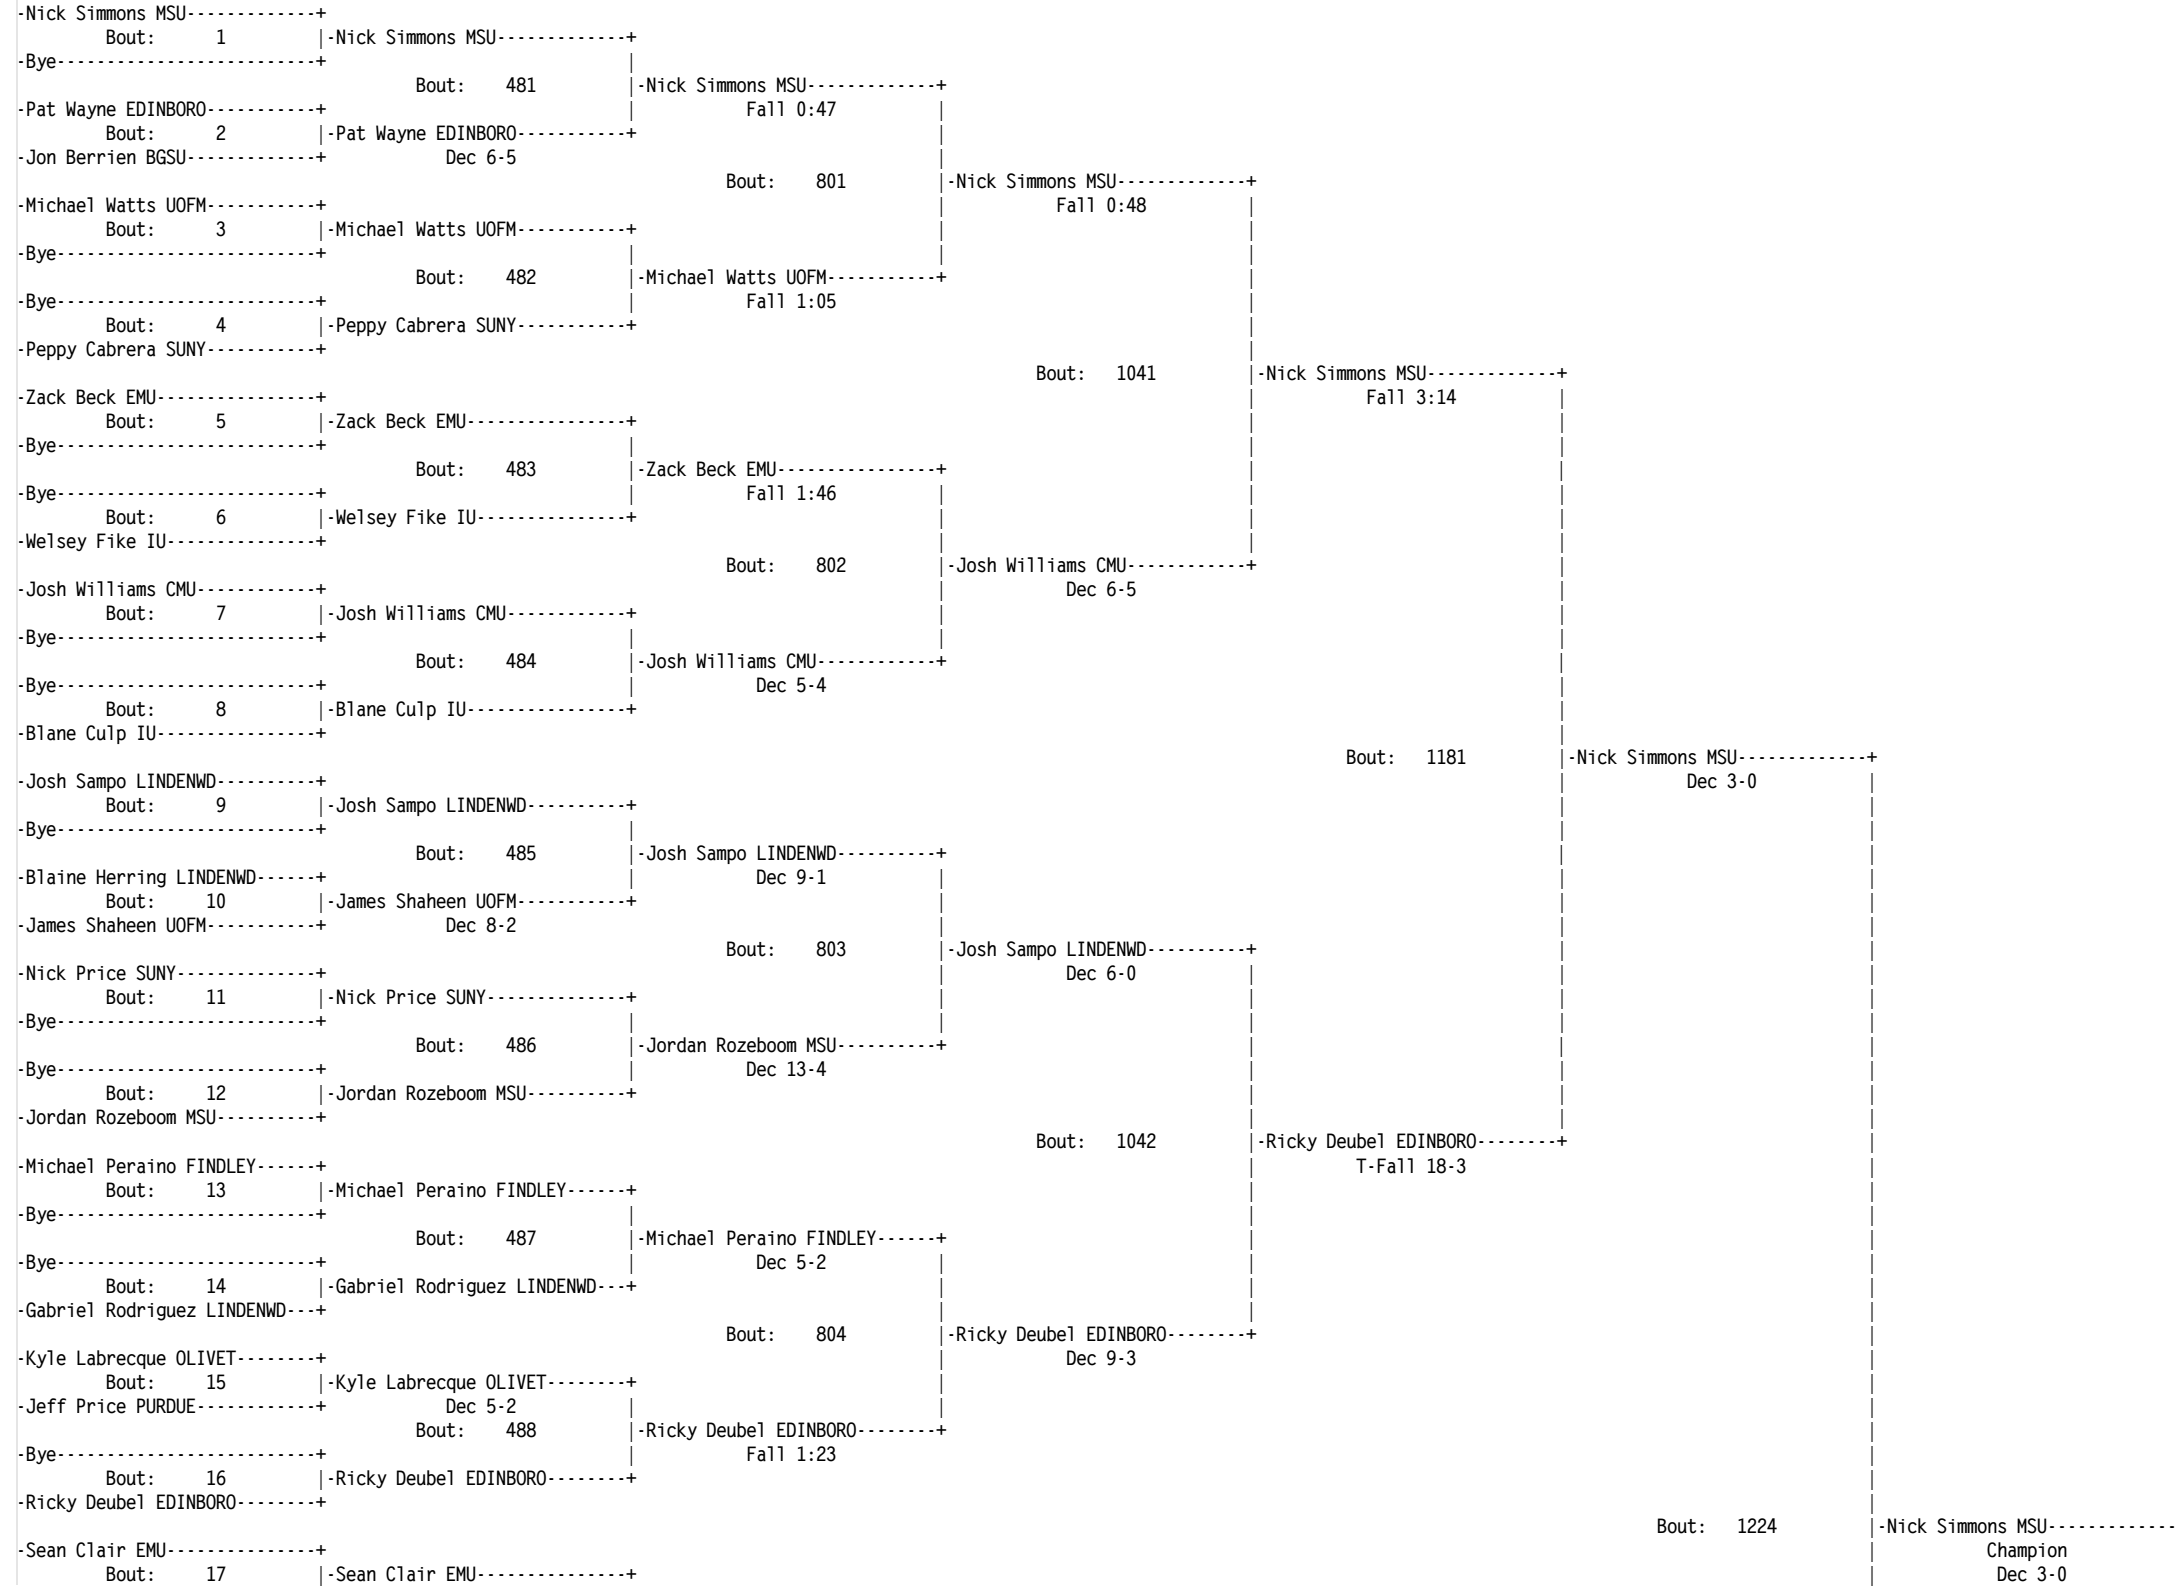 -Nick Simmons MSU-------------+
Bout: 1 |-Nick Simmons MSU-------------+
-Bye--------------------------+ |
Bout: 481 |-Nick Simmons MSU-------------+
-Pat Wayne EDINBORO-----------+ | Fall 0:47 |
Bout: 2 |-Pat Wayne EDINBORO-----------+ |
-Jon Berrien BGSU-------------+ Dec 6-5 |
Bout: 801 |-Nick Simmons MSU-------------+
-Michael Watts UOFM-----------+ | Fall 0:48 |
Bout: 3 |-Michael Watts UOFM-----------+ | |
-Bye--------------------------+ | | |
Bout: 482 |-Michael Watts UOFM-----------+ |
-Bye--------------------------+ | Fall 1:05 |
Bout: 4 |-Peppy Cabrera SUNY-----------+ |
-Peppy Cabrera SUNY-----------+ |
Bout: 1041 |-Nick Simmons MSU-------------+
-Zack Beck EMU----------------+ | Fall 3:14 |
Bout: 5 |-Zack Beck EMU----------------+ | |
-Bye--------------------------+ | | |
Bout: 483 |-Zack Beck EMU----------------+ | |
-Bye--------------------------+ | Fall 1:46 | | |
Bout: 6 |-Welsey Fike IU---------------+ | | |
-Welsey Fike IU---------------+ | | |
Bout: 802 |-Josh Williams CMU------------+ |
-Josh Williams CMU------------+ | Dec 6-5 |
Bout: 7 |-Josh Williams CMU------------+ | |
-Bye--------------------------+ | | |
Bout: 484 |-Josh Williams CMU------------+ |
-Bye--------------------------+ | Dec 5-4 |
Bout: 8 |-Blane Culp IU----------------+ |
-Blane Culp IU----------------+ |
Bout: 1181 |-Nick Simmons MSU-------------+
-Josh Sampo LINDENWD----------+ | Dec 3-0 |
Bout: 9 |-Josh Sampo LINDENWD----------+ | |
-Bye--------------------------+ | | |
Bout: 485 |-Josh Sampo LINDENWD----------+ | |
-Blaine Herring LINDENWD------+ | Dec 9-1 | | |
Bout: 10 |-James Shaheen UOFM-----------+ | | |
-James Shaheen UOFM-----------+ Dec 8-2 | | |
Bout: 803 |-Josh Sampo LINDENWD----------+ | |
-Nick Price SUNY--------------+ | Dec 6-0 | | |
Bout: 11 |-Nick Price SUNY--------------+ | | | |
-Bye--------------------------+ | | | | |
Bout: 486 |-Jordan Rozeboom MSU----------+ | | |
-Bye--------------------------+ | Dec 13-4 | | |
Bout: 12 |-Jordan Rozeboom MSU----------+ | | |
-Jordan Rozeboom MSU----------+ | | |
Bout: 1042 |-Ricky Deubel EDINBORO--------+ |
-Michael Peraino FINDLEY------+ | T-Fall 18-3 |
Bout: 13 |-Michael Peraino FINDLEY------+ | |
-Bye--------------------------+ | | |
Bout: 487 |-Michael Peraino FINDLEY------+ | |
-Bye--------------------------+ | Dec 5-2 | | |
Bout: 14 |-Gabriel Rodriguez LINDENWD---+ | | |
-Gabriel Rodriguez LINDENWD---+ | | |
Bout: 804 |-Ricky Deubel EDINBORO--------+ |
-Kyle Labrecque OLIVET--------+ | Dec 9-3 |
Bout: 15 |-Kyle Labrecque OLIVET--------+ | |
-Jeff Price PURDUE------------+ Dec 5-2 | | |
Bout: 488 |-Ricky Deubel EDINBORO--------+ |
-Bye--------------------------+ | Fall 1:23 |
Bout: 16 |-Ricky Deubel EDINBORO--------+ |
-Ricky Deubel EDINBORO--------+ |
Bout: 1224 |-Nick Simmons MSU-------------
-Sean Clair EMU---------------+ | Champion
Bout: 17 |-Sean Clair EMU---------------+ | Dec 3-0